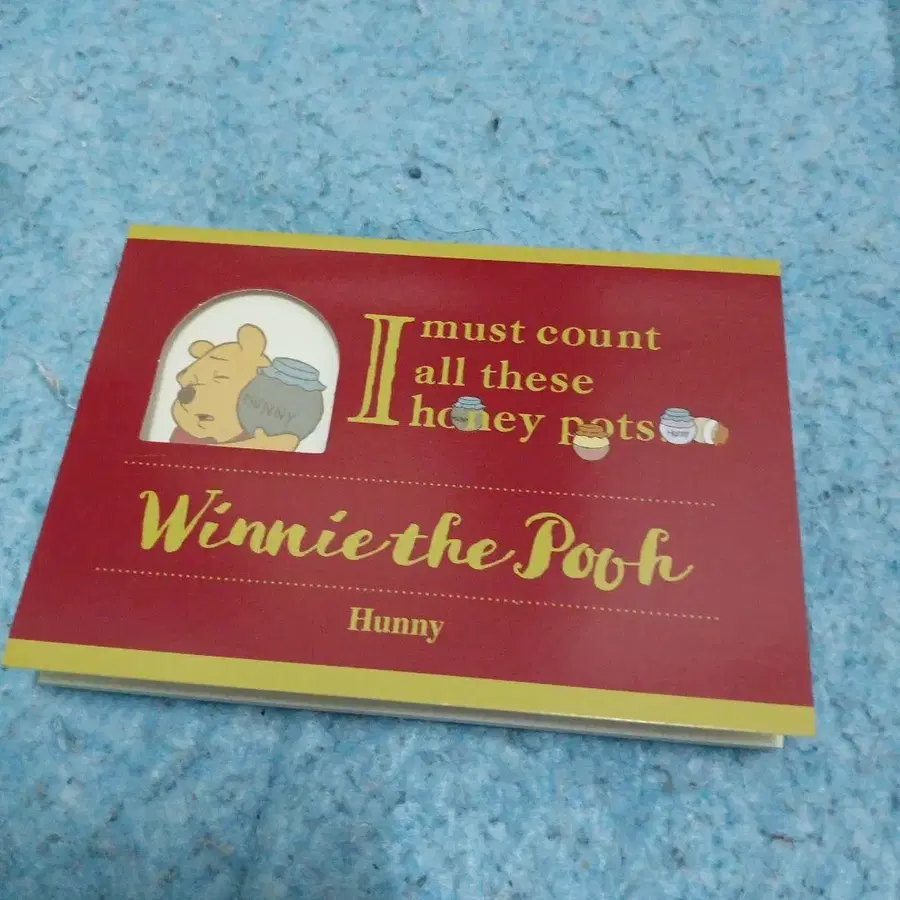 I must count
all these
honey pots.
HUNNY
Winnie the Pooh
Hunny